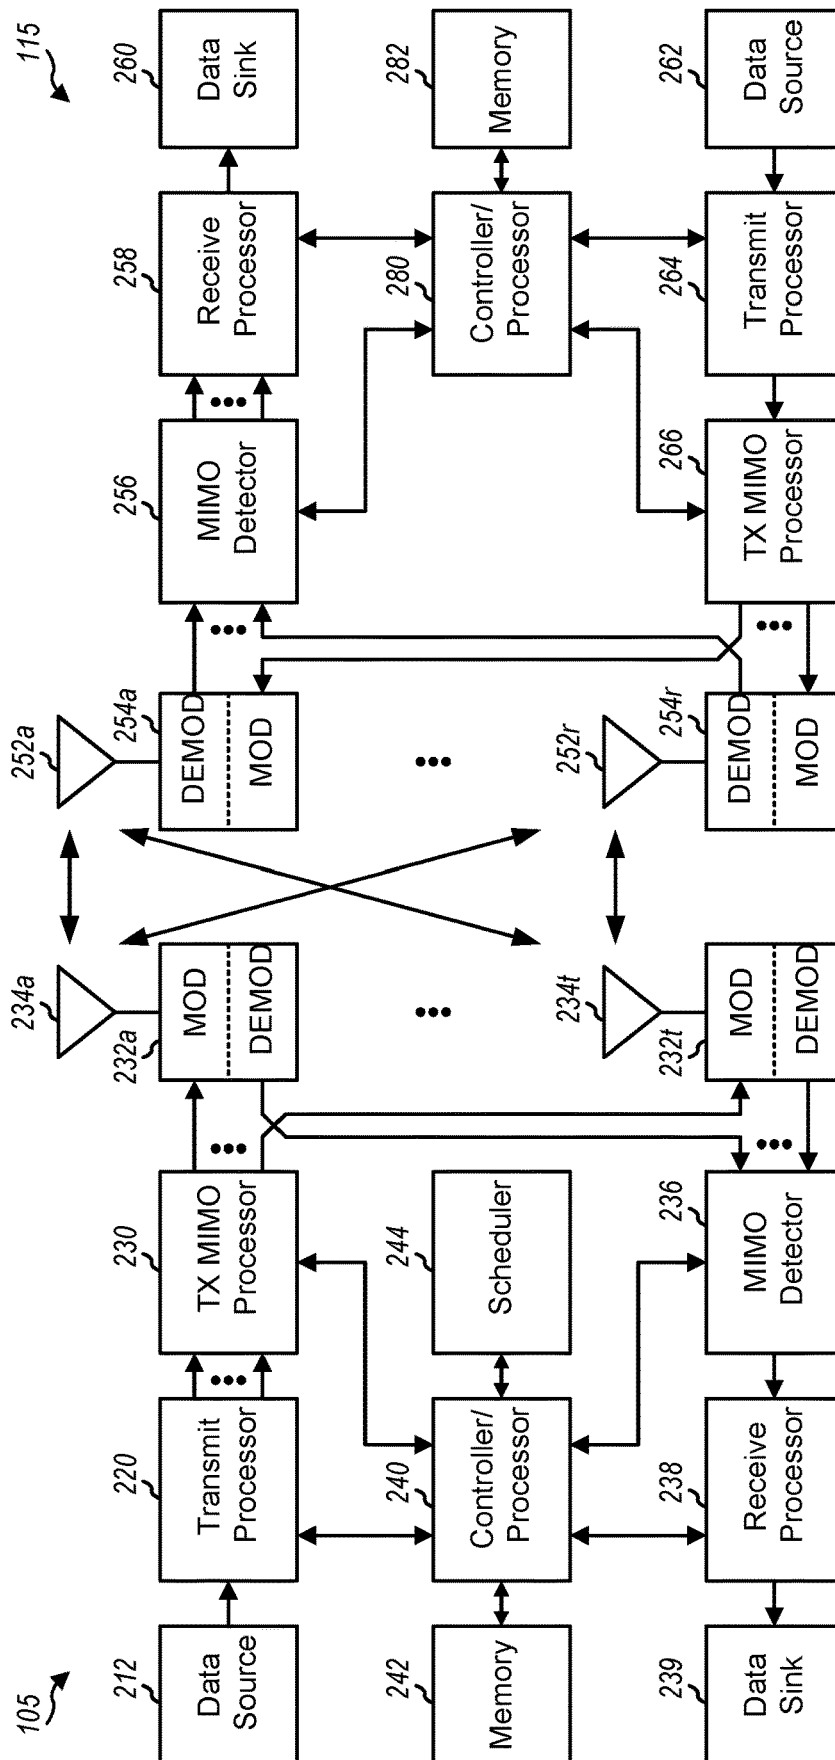 105
115
212
Data
Source
220
Transmit
Processor
230
TX MIMO
Processor
232a
MOD
DEMOD
234a
252a
254a
DEMOD
MOD
256
MIMO
Detector
258
Receive
Processor
260
Data
Sink
242
Memory
240
Controller/
Processor
244
Scheduler
280
Controller/
Processor
282
Memory
239
Data
Sink
238
Receive
Processor
236
MIMO
Detector
232t
MOD
DEMOD
234t
252r
254r
DEMOD
MOD
266
TX MIMO
Processor
264
Transmit
Processor
262
Data
Source